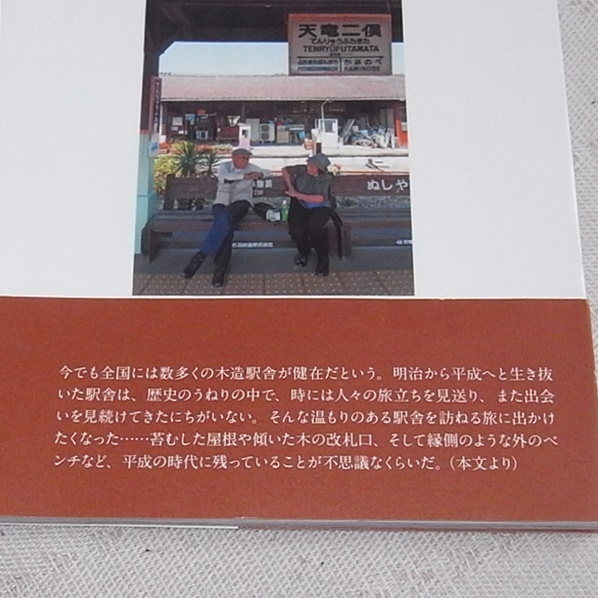 天竜二俣
てんりゅうふたまた
TENRYŪFUTAMATA
かみのべ
KAMINOBE
ぬしや
今でも全国には数多くの木造駅舎が健在だという。明治から平成へと生き抜
いた駅舎は、歴史のうねりの中で、時には人々の旅立ちを見送り、また出会
いを見続けてきたにちがいない。そんな温もりのある駅舎を訪ねる旅に出かけ
たくなった……苔むした屋根や傾いた木の改札口、そして縁側のような外のベ
ンチなど、平成の時代に残っていることが不思議なくらいだ。(本文より)